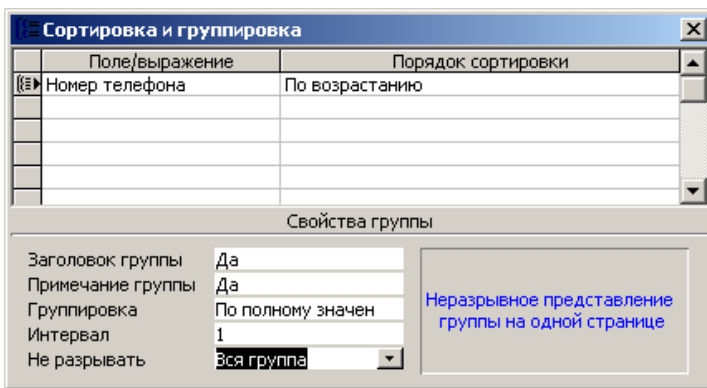 Сортировка и группировка
Поле/выражение Порядок сортировки
Номер телефона По возрастанию
Свойства группы
Заголовок группы Да
Примечание группы Да
Группировка По полному значен
Интервал 1
Не разрывать Вся группа
Неразрывное представление
группы на одной странице